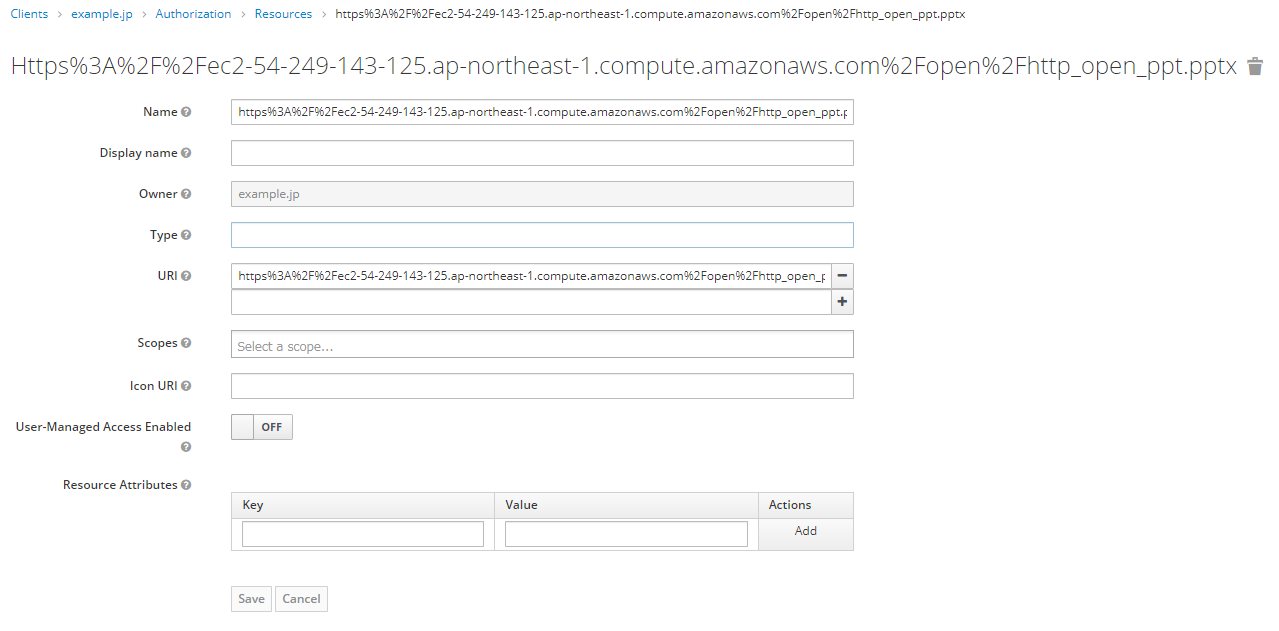 Clients > example.jp > Authorization > Resources > https%3A%2F%2Fec2-54-249-143-125.ap-northeast-1.compute.amazonaws.com%2Fopen%2Fhttp_open_ppt.pptx
Https%3A%2F%2Fec2-54-249-143-125.ap-northeast-1.compute.amazonaws.com%2Fopen%2Fhttp_open_ppt.pptx
Name https%3A%2F%2Fec2-54-249-143-125.ap-northeast-1.compute.amazonaws.com%2Fopen%2Fhttp_open_ppt.p
Display name
Owner example.jp
Type
URI https%3A%2F%2Fec2-54-249-143-125.ap-northeast-1.compute.amazonaws.com%2Fopen%2Fhttp_open_p
Scopes Select a scope...
Icon URI
User-Managed Access Enabled OFF
Resource Attributes
Key Value Actions
Add
Save Cancel